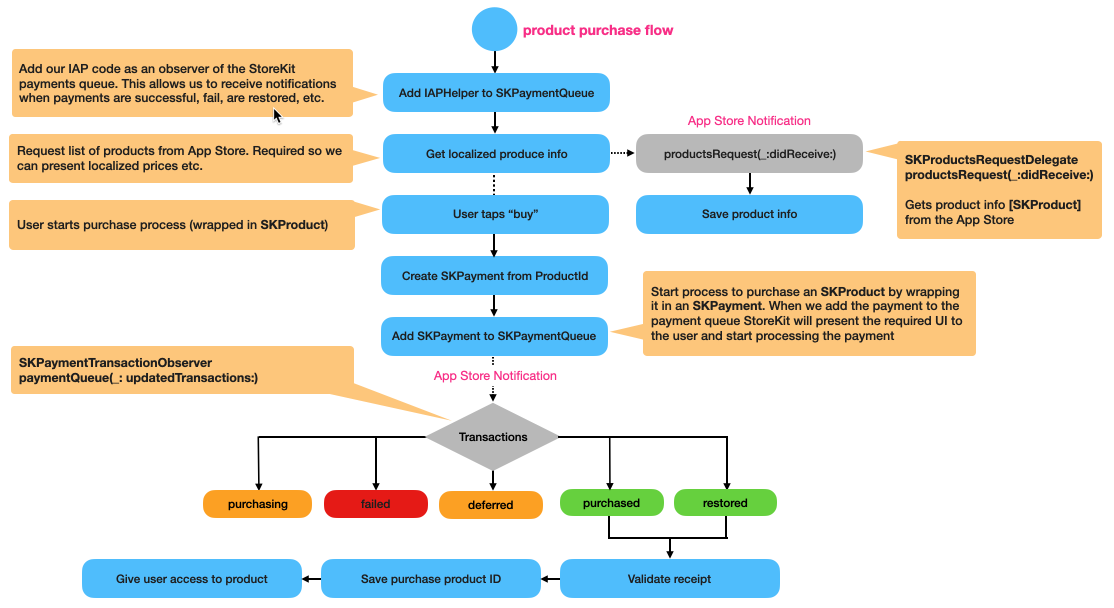 product purchase flow
Add our IAP code as an observer of the StoreKit
payments queue. This allows us to receive notifications
when payments are successful, fail, are restored, etc.
Add IAPHelper to SKPaymentQueue
Request list of products from App Store. Required so we
can present localized prices etc.
Get localized produce info
App Store Notification
productsRequest(_:didReceive:)
SKProductsRequestDelegate
productsRequest(_:didReceive:)
Gets product info [SKProduct]
from the App Store
User starts purchase process (wrapped in SKProduct)
User taps “buy”
Save product info
Create SKPayment from ProductId
Start process to purchase an SKProduct by wrapping
it in an SKPayment. When we add the payment to the
payment queue StoreKit will present the required UI to
the user and start processing the payment
Add SKPayment to SKPaymentQueue
SKPaymentTransactionObserver
paymentQueue(_: updatedTransactions:)
App Store Notification
Transactions
purchasing
failed
deferred
purchased
restored
Give user access to product
Save purchase product ID
Validate receipt